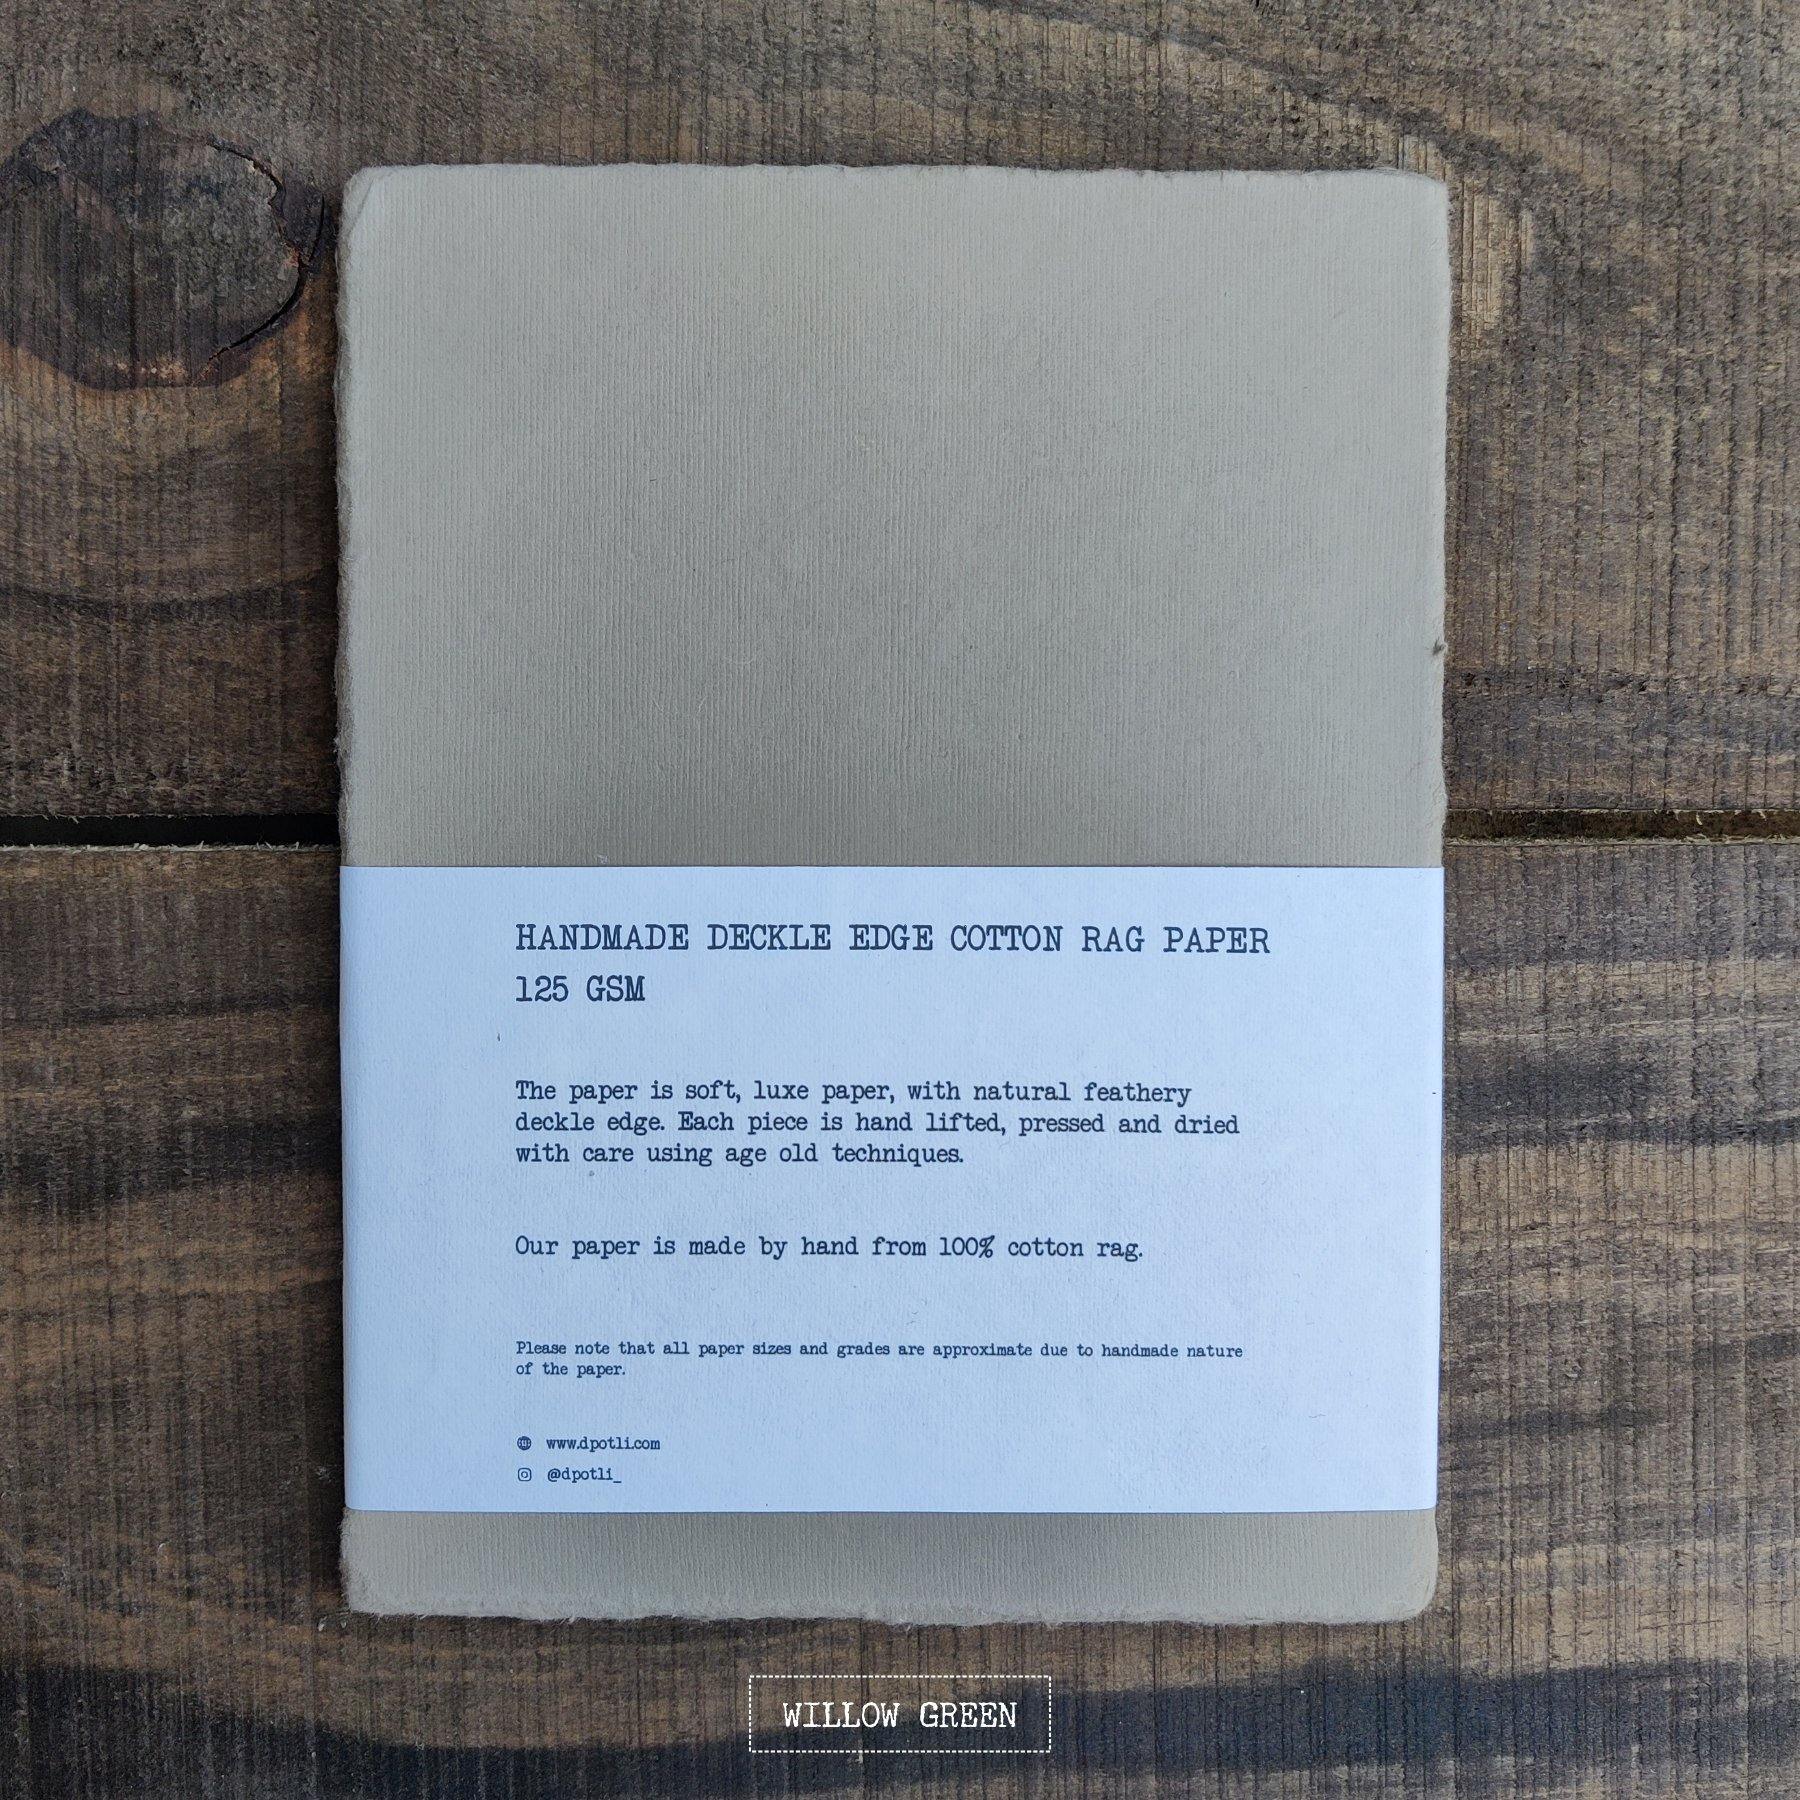 HANDMADE DECKLE EDGE COTTON RAG PAPER
125 GSM
The paper is soft, luxe paper, with natural feathery
deckle edge. Each piece is hand lifted, pressed and dried
with care using age old techniques.
Our paper is made by hand from 100% cotton rag.
Please note that all paper sizes and grades are approximate due to handmade nature
of the paper.
www.dpotli.com
@dpotli_
WILLOW GREEN